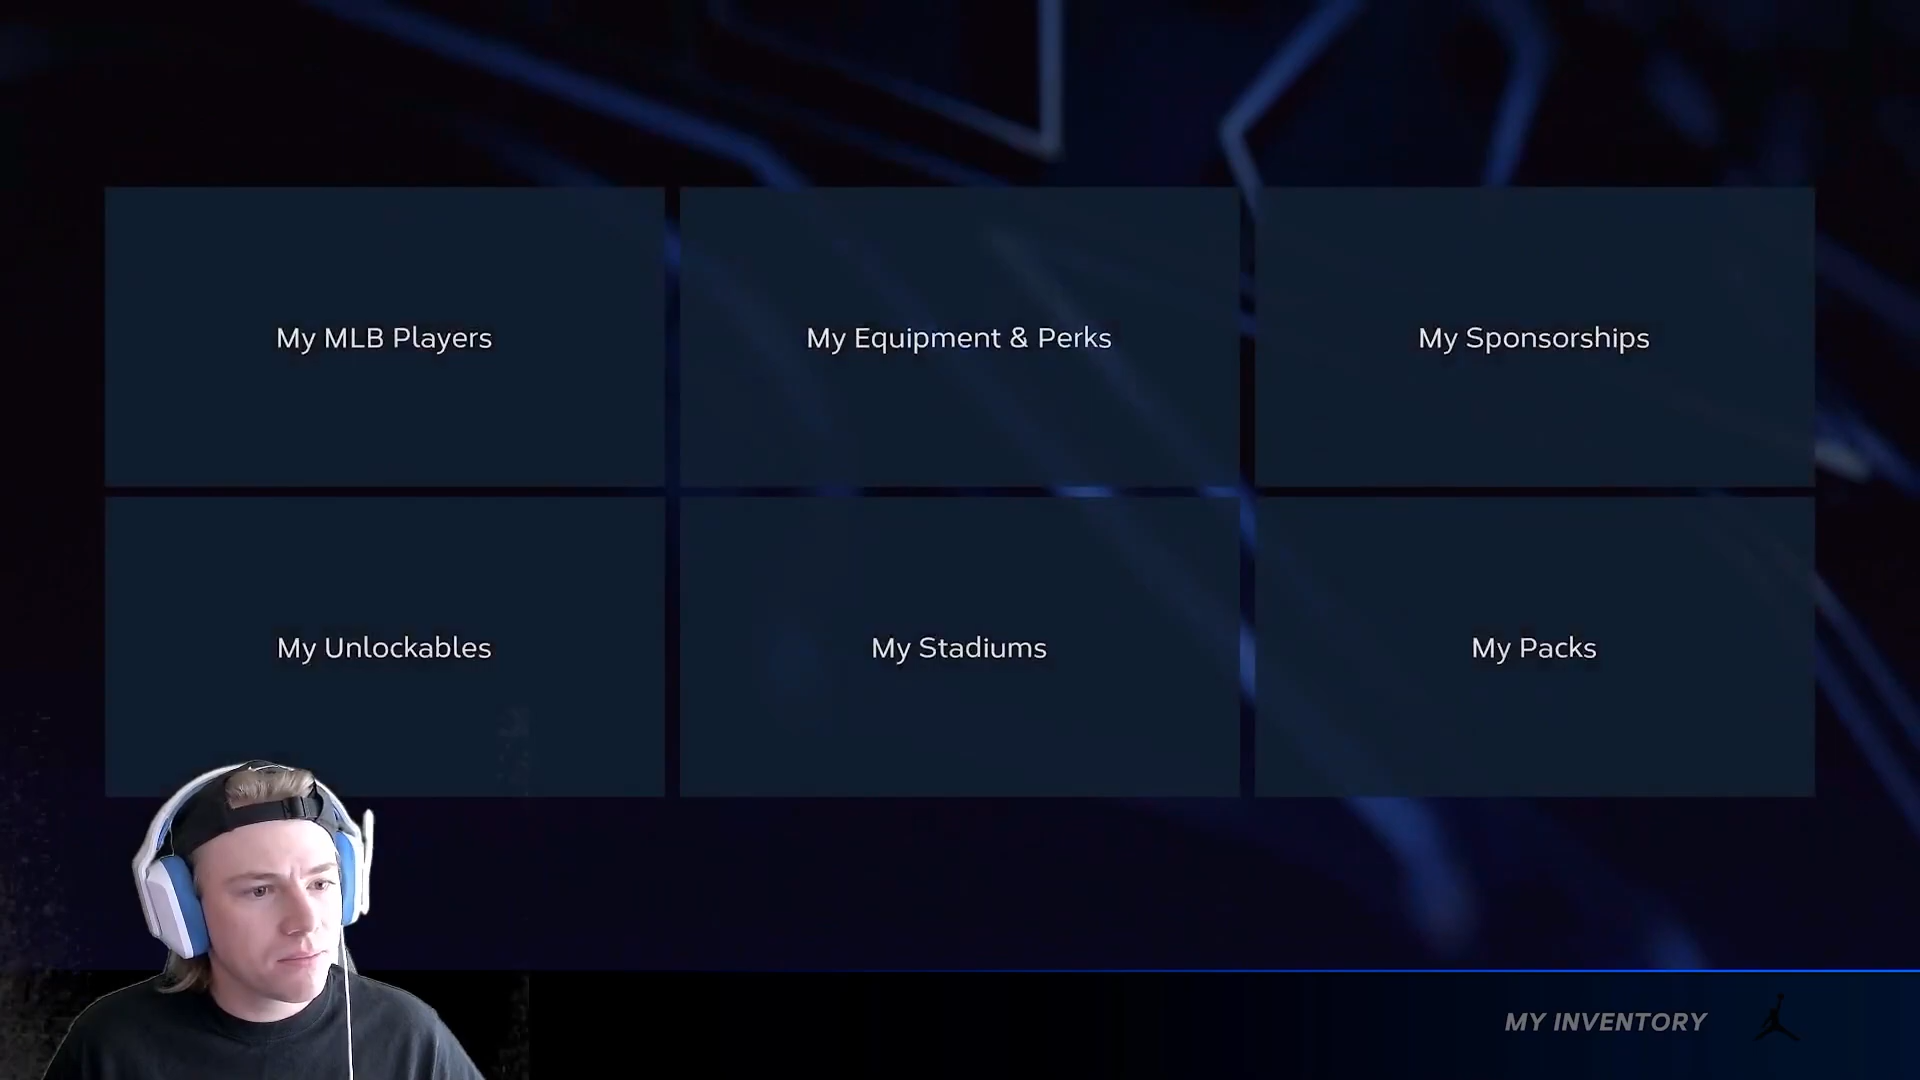 My MLB Players
My Equipment & Perks
My Sponsorships
My Unlockables
My Stadiums
My Packs
MY INVENTORY